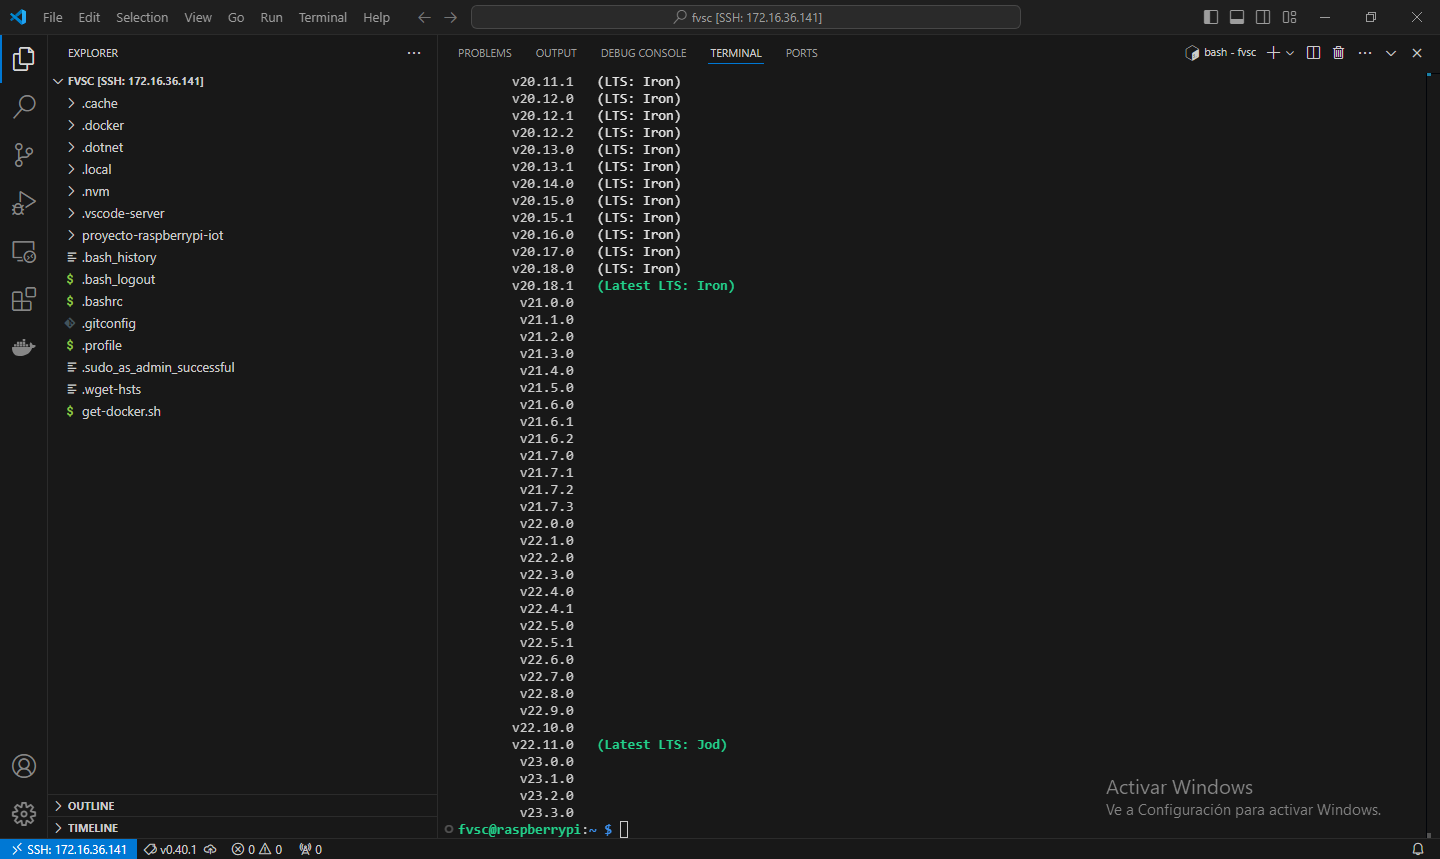 File Edit Selection View Go Run Terminal Help
fvsc [SSH: 172.16.36.141]
EXPLORER
FVSC [SSH: 172.16.36.141]
.cache
.docker
.dotnet
.local
.nvm
.vscode-server
proyecto-raspberrypi-iot
.bash_history
$ .bash_logout
$ .bashrc
.gitconfig
$ .profile
.sudo_as_admin_successful
.wget-hsts
$ get-docker.sh
OUTLINE
TIMELINE
PROBLEMS OUTPUT DEBUG CONSOLE TERMINAL PORTS
bash - fvsc
v20.11.1 (LTS: Iron)
v20.12.0 (LTS: Iron)
v20.12.1 (LTS: Iron)
v20.12.2 (LTS: Iron)
v20.13.0 (LTS: Iron)
v20.13.1 (LTS: Iron)
v20.14.0 (LTS: Iron)
v20.15.0 (LTS: Iron)
v20.15.1 (LTS: Iron)
v20.16.0 (LTS: Iron)
v20.17.0 (LTS: Iron)
v20.18.0 (LTS: Iron)
v20.18.1 (Latest LTS: Iron)
v21.0.0
v21.1.0
v21.2.0
v21.3.0
v21.4.0
v21.5.0
v21.6.0
v21.6.1
v21.6.2
v21.7.0
v21.7.1
v21.7.2
v21.7.3
v22.0.0
v22.1.0
v22.2.0
v22.3.0
v22.4.0
v22.4.1
v22.5.0
v22.5.1
v22.6.0
v22.7.0
v22.8.0
v22.9.0
v22.10.0
v22.11.0 (Latest LTS: Jod)
v23.0.0
v23.1.0
v23.2.0
v23.3.0
fvsc@raspberrypi:~ $
Activar Windows
Ve a Configuración para activar Windows.
SSH: 172.16.36.141 v0.40.1 0 0 0